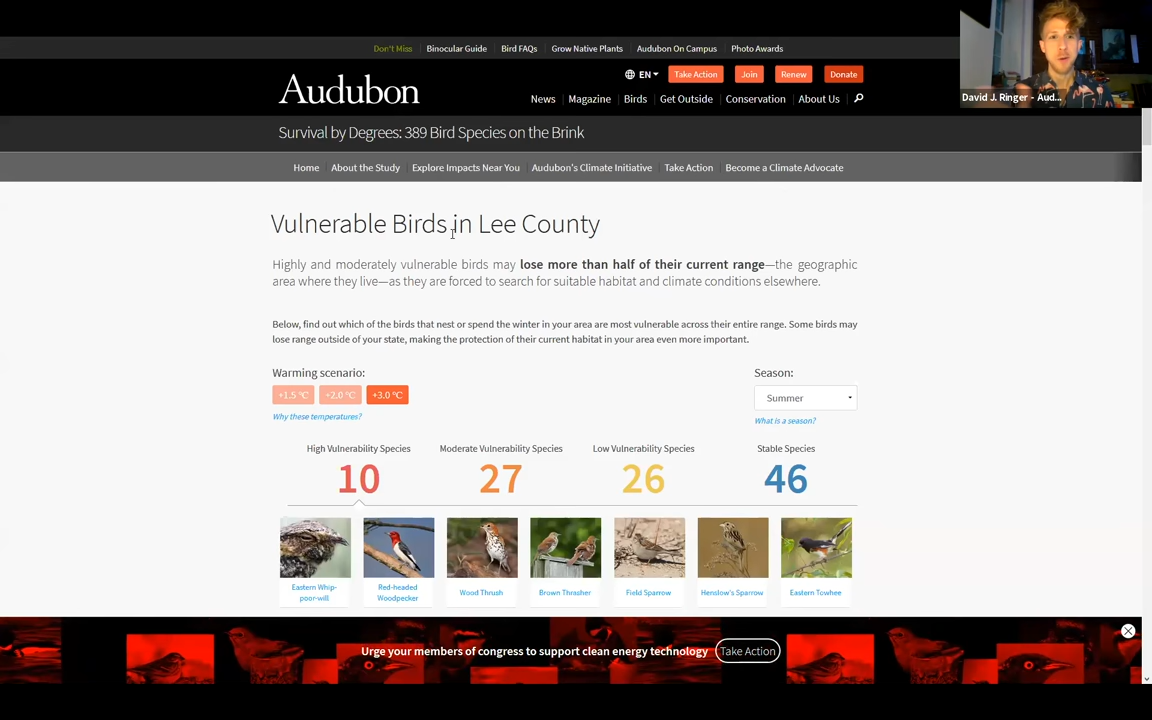 Don't Miss Binocular Guide Bird FAQs Grow Native Plants Audubon On Campus Photo Awards
Audubon
EN Take Action Join Renew Donate
News Magazine Birds Get Outside Conservation About Us
David J. Ringer - Aud...
Survival by Degrees: 389 Bird Species on the Brink
Home About the Study Explore Impacts Near You Audubon's Climate Initiative Take Action Become a Climate Advocate
Vulnerable Birds in Lee County
Highly and moderately vulnerable birds may lose more than half of their current range—the geographic
area where they live—as they are forced to search for suitable habitat and climate conditions elsewhere.
Below, find out which of the birds that nest or spend the winter in your area are most vulnerable across their entire range. Some birds may
lose range outside of your state, making the protection of their current habitat in your area even more important.
Warming scenario: Season:
+1.5 °C +2.0 °C +3.0 °C Summer
Why these temperatures? What is a season?
High Vulnerability Species Moderate Vulnerability Species Low Vulnerability Species Stable Species
10 27 26 46
Eastern Whip-
poor-will
Red-headed
Woodpecker
Wood Thrush
Brown Thrasher
Field Sparrow
Henslow's Sparrow
Eastern Towhee
Urge your members of congress to support clean energy technology Take Action